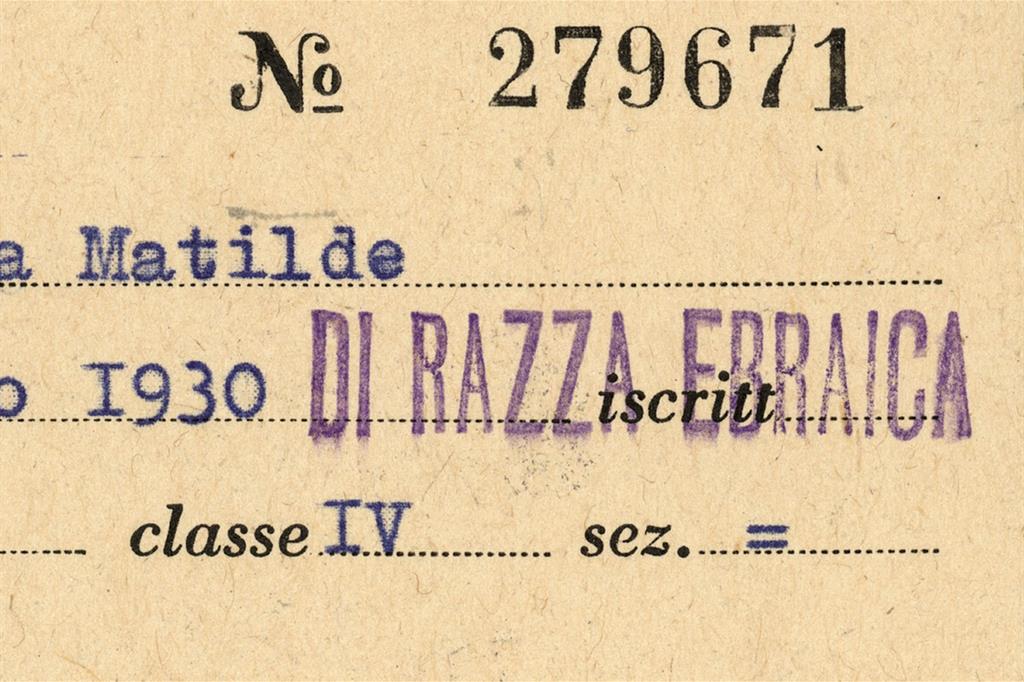 № 279671
a Matilde
o 1930 DI RAZZA EBRAICA iscritt
classe IV sez. =